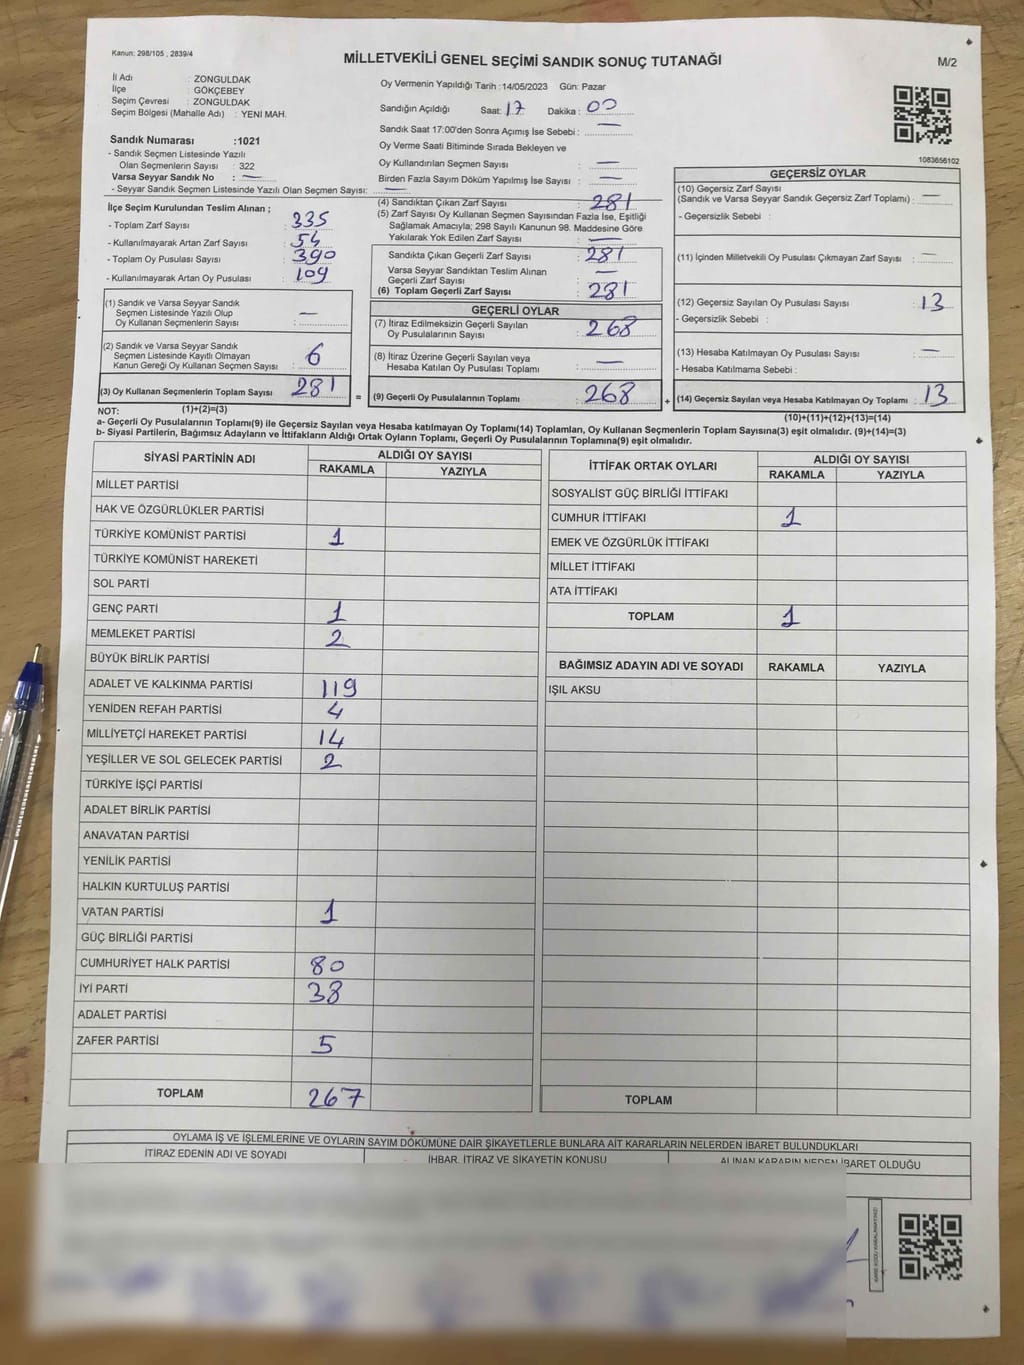 Kanun: 298/105 , 2839/4
MİLLETVEKİLİ GENEL SEÇİMİ SANDIK SONUÇ TUTANAĞI
M/2
İl Adı : ZONGULDAK
İlçe : GÖKÇEBEY
Seçim Çevresi : ZONGULDAK
Seçim Bölgesi (Mahalle Adı) : YENİ MAH.
Sandık Numarası :1021
- Sandık Seçmen Listesinde Yazılı
Olan Seçmenlerin Sayısı : 322
Varsa Seyyar Sandık No : —
- Seyyar Sandık Seçmen Listesinde Yazılı Olan Seçmen Sayısı: —
Oy Vermenin Yapıldığı Tarih :14/05/2023 Gün: Pazar
Sandığın Açıldığı Saat: 17 Dakika : 00
Sandık Saat 17:00'den Sonra Açımış İse Sebebi : —
Oy Verme Saati Bitiminde Sırada Bekleyen ve
Oy Kullandırılan Seçmen Sayısı : —
Birden Fazla Sayım Döküm Yapılmış İse Sayısı : —
1083656102
İlçe Seçim Kurulundan Teslim Alınan ;
- Toplam Zarf Sayısı : 335
- Kullanılmayarak Artan Zarf Sayısı : 54
- Toplam Oy Pusulası Sayısı : 390
- Kullanılmayarak Artan Oy Pusulası : 109
(1) Sandık ve Varsa Seyyar Sandık
Seçmen Listesinde Yazılı Olup
Oy Kullanan Seçmenlerin Sayısı : —
(2) Sandık ve Varsa Seyyar Sandık
Seçmen Listesinde Kayıtlı Olmayan
Kanun Gereği Oy Kullanan Seçmen Sayısı : 6
(3) Oy Kullanan Seçmenlerin Toplam Sayısı : 281
(4) Sandıktan Çıkan Zarf Sayısı : 281
(5) Zarf Sayısı Oy Kullanan Seçmen Sayısından Fazla İse, Eşitliği
Sağlamak Amacıyla; 298 Sayılı Kanunun 98. Maddesine Göre
Yakılarak Yok Edilen Zarf Sayısı : —
Sandıkta Çıkan Geçerli Zarf Sayısı : 281
Varsa Seyyar Sandıktan Teslim Alınan
Geçerli Zarf Sayısı : —
(6) Toplam Geçerli Zarf Sayısı : 281
GEÇERLİ OYLAR
(7) İtiraz Edilmeksizin Geçerli Sayılan
Oy Pusulalarının Sayısı : 268
(8) İtiraz Üzerine Geçerli Sayılan veya
Hesaba Katılan Oy Pusulası Toplamı : —
= (9) Geçerli Oy Pusulalarının Toplamı : 268
GEÇERSİZ OYLAR
(10) Geçersiz Zarf Sayısı
(Sandık ve Varsa Seyyar Sandık Geçersiz Zarf Toplamı) : —
- Geçersizlik Sebebi :
(11) İçinden Milletvekili Oy Pusulası Çıkmayan Zarf Sayısı : —
(12) Geçersiz Sayılan Oy Pusulası Sayısı : 13
- Geçersizlik Sebebi :
(13) Hesaba Katılmayan Oy Pusulası Sayısı : —
- Hesaba Katılmama Sebebi :
+ (14) Geçersiz Sayılan veya Hesaba Katılmayan Oy Toplamı : 13
NOT: (1)+(2)=(3) (10)+(11)+(12)+(13)=(14)
a- Geçerli Oy Pusulalarının Toplamı(9) ile Geçersiz Sayılan veya Hesaba katılmayan Oy Toplamı(14) Toplamları, Oy Kullanan Seçmenlerin Toplam Sayısına(3) eşit olmalıdır. (9)+(14)=(3)
b- Siyasi Partilerin, Bağımsız Adayların ve İttifakların Aldığı Ortak Oyların Toplamı, Geçerli Oy Pusulalarının Toplamına(9) eşit olmalıdır.
SİYASİ PARTİNİN ADI ALDIĞI OY SAYISI
RAKAMLA YAZIYLA
MİLLET PARTİSİ
HAK VE ÖZGÜRLÜKLER PARTİSİ
TÜRKİYE KOMÜNİST PARTİSİ 1
TÜRKİYE KOMÜNİST HAREKETİ
SOL PARTİ
GENÇ PARTİ 1
MEMLEKET PARTİSİ 2
BÜYÜK BİRLİK PARTİSİ
ADALET VE KALKINMA PARTİSİ 119
YENİDEN REFAH PARTİSİ 4
MİLLİYETÇİ HAREKET PARTİSİ 14
YEŞİLLER VE SOL GELECEK PARTİSİ 2
TÜRKİYE İŞÇİ PARTİSİ
ADALET BİRLİK PARTİSİ
ANAVATAN PARTİSİ
YENİLİK PARTİSİ
HALKIN KURTULUŞ PARTİSİ
VATAN PARTİSİ 1
GÜÇ BİRLİĞİ PARTİSİ
CUMHURİYET HALK PARTİSİ 80
İYİ PARTİ 38
ADALET PARTİSİ
ZAFER PARTİSİ 5
TOPLAM 267
İTTİFAK ORTAK OYLARI ALDIĞI OY SAYISI
RAKAMLA YAZIYLA
SOSYALİST GÜÇ BİRLİĞİ İTTİFAKI
CUMHUR İTTİFAKI 1
EMEK VE ÖZGÜRLÜK İTTİFAKI
MİLLET İTTİFAKI
ATA İTTİFAKI
TOPLAM 1
BAĞIMSIZ ADAYIN ADI VE SOYADI RAKAMLA YAZIYLA
IŞIL AKSU
TOPLAM
OYLAMA İŞ VE İŞLEMLERİNE VE OYLARIN SAYIM DÖKÜMÜNE DAİR ŞİKAYETLERLE BUNLARA AİT KARARLARIN NELERDEN İBARET BULUNDUKLARI
İTİRAZ EDENİN ADI VE SOYADI İHBAR, İTİRAZ VE ŞİKAYETİN KONUSU ALINAN KARARIN NEDEN İBARET OLDUĞU